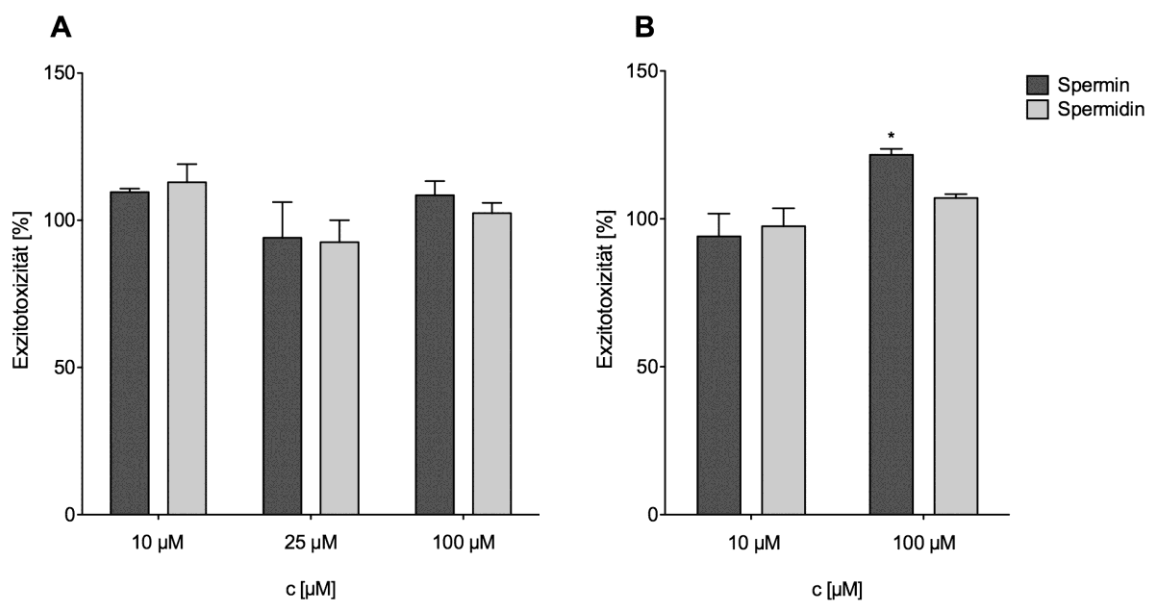 A
150
100
50
0
Exzitotoxizität [%]
10 µM
25 µM
100 µM
c [µM]
B
150
100
50
0
Exzitotoxizität [%]
*
10 µM
100 µM
c [µM]
Spermin
Spermidin